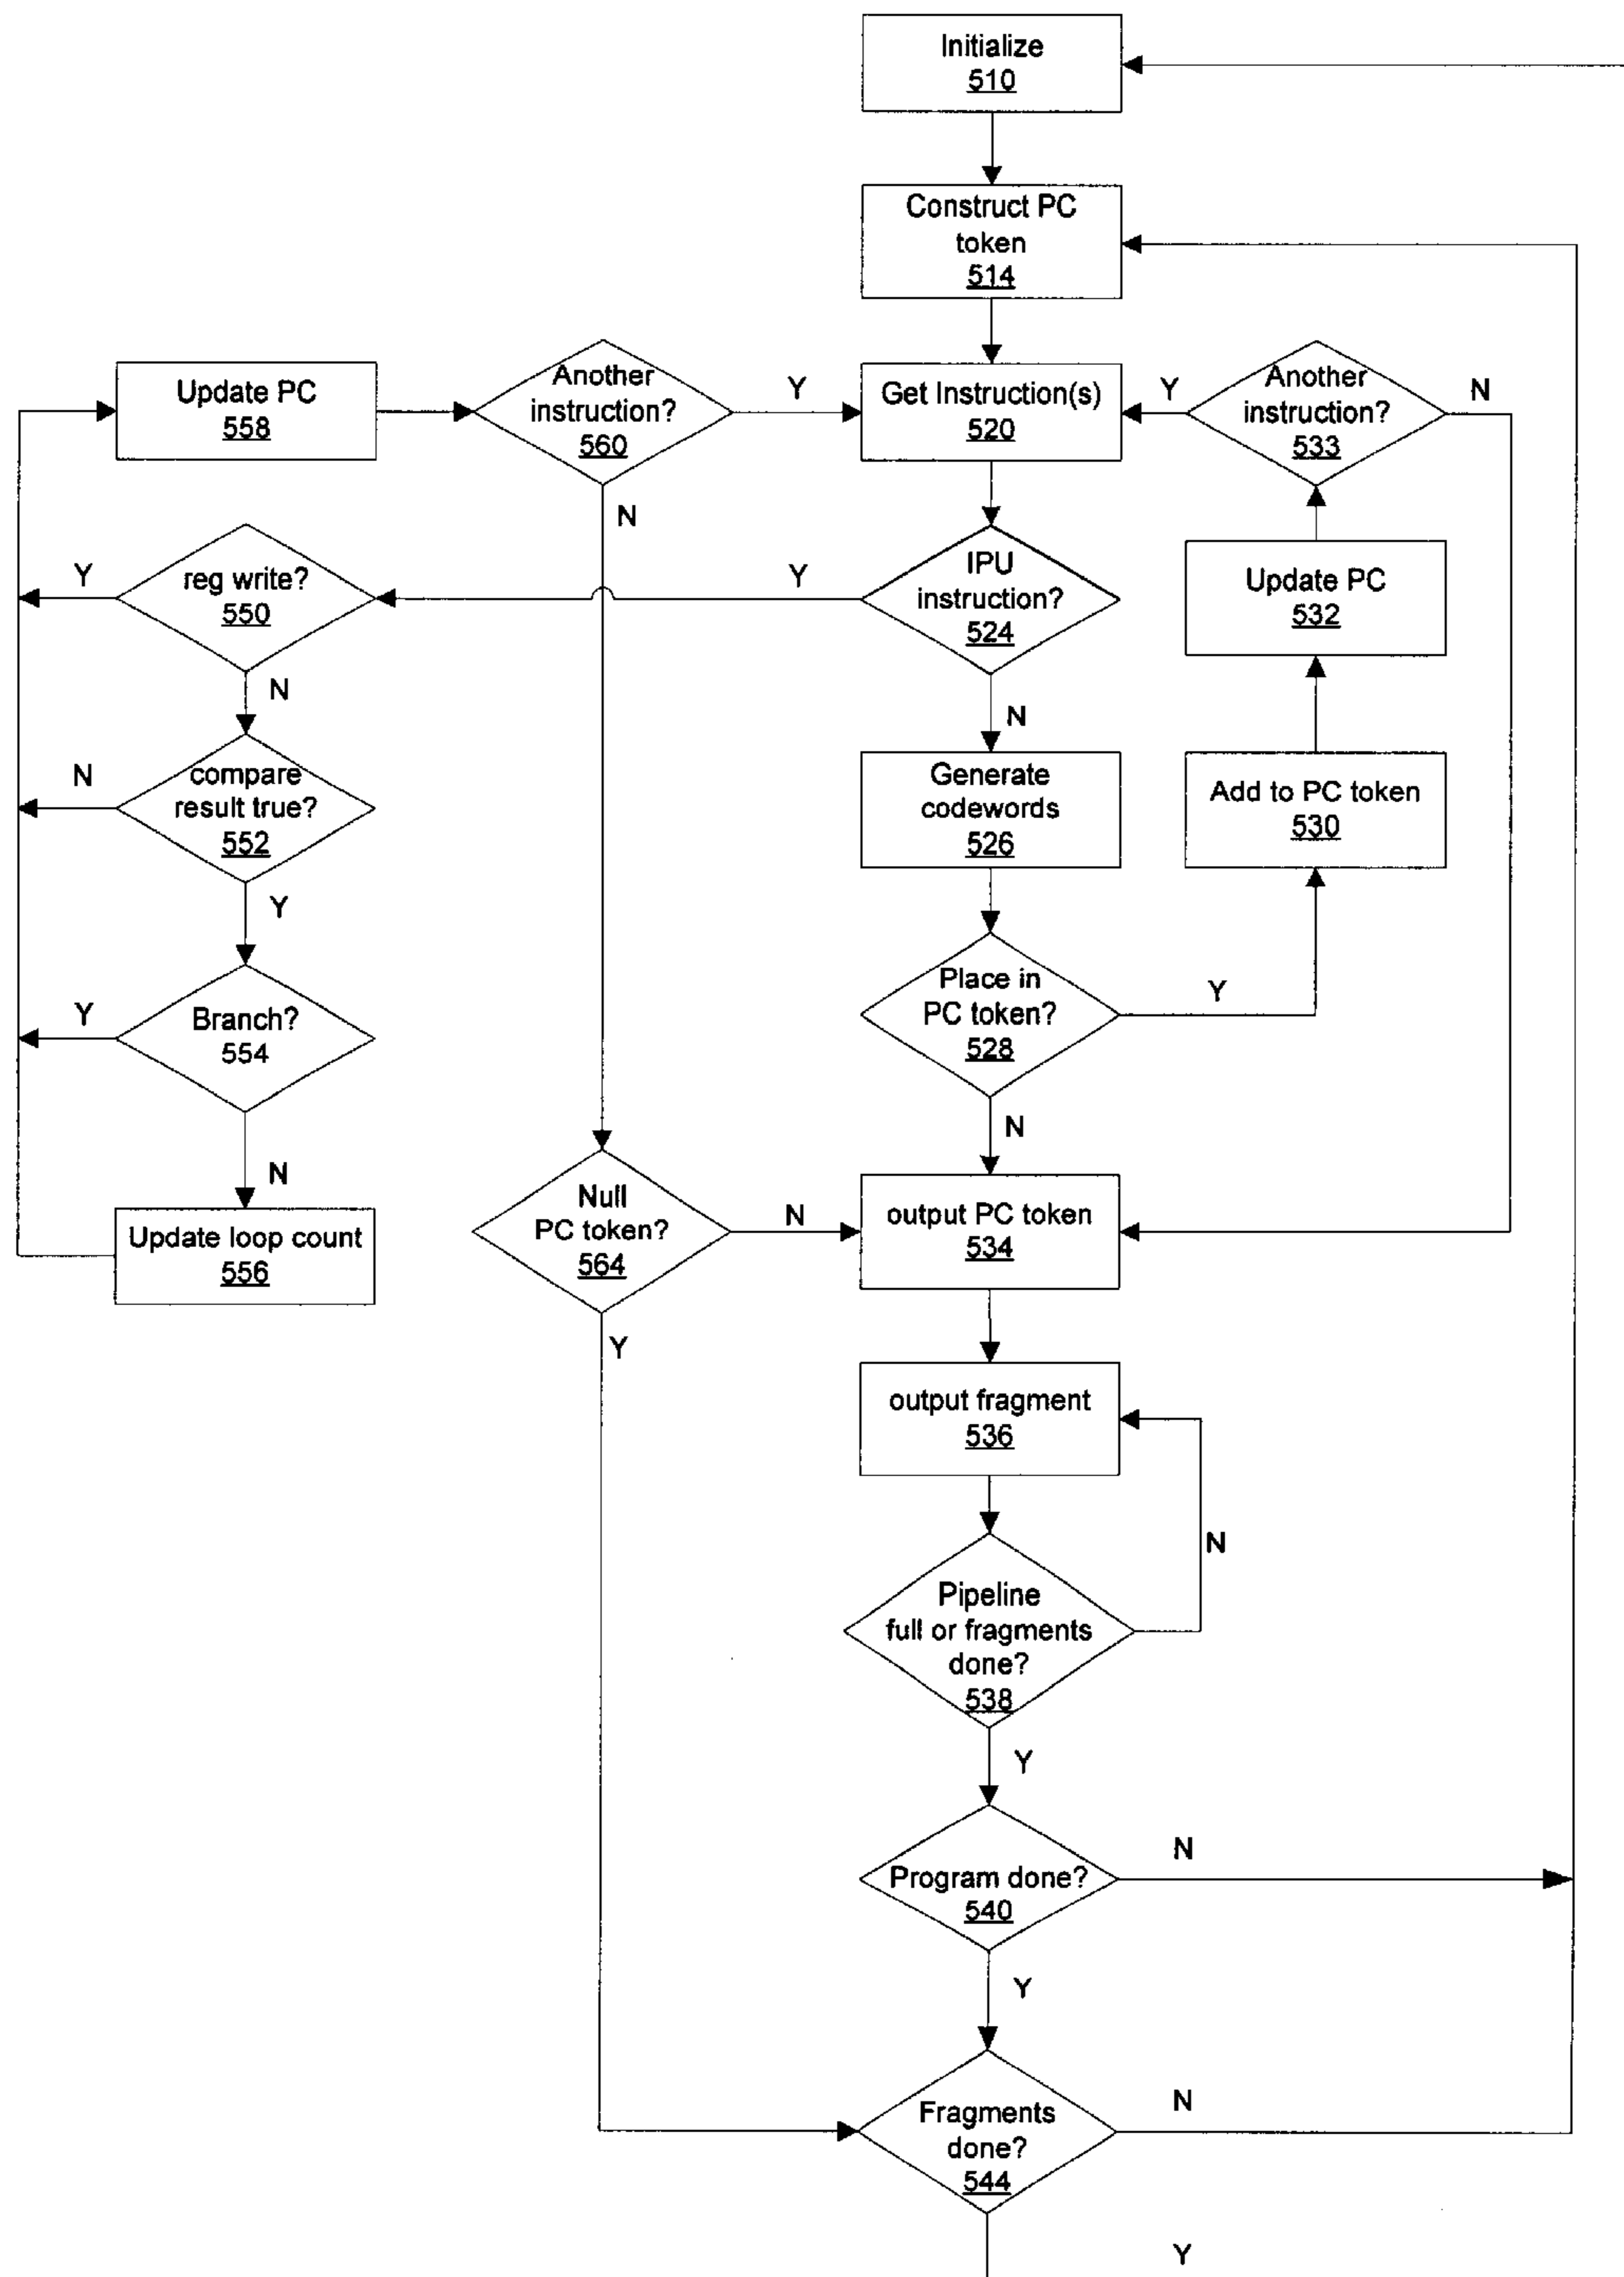 Initialize
510
Construct PC
token
514
Update PC
558
Another
instruction?
560
Y
N
Get Instruction(s)
520
Another
instruction?
533
Y
N
reg write?
550
Y
N
IPU
instruction?
524
Y
N
Update PC
532
compare
result true?
552
N
Y
Generate
codewords
526
Add to PC token
530
Branch?
554
Y
N
Place in
PC token?
528
Y
N
Update loop count
556
Null
PC token?
564
N
Y
output PC token
534
output fragment
536
Pipeline
full or fragments
done?
538
N
Y
Program done?
540
N
Y
Fragments
done?
544
N
Y